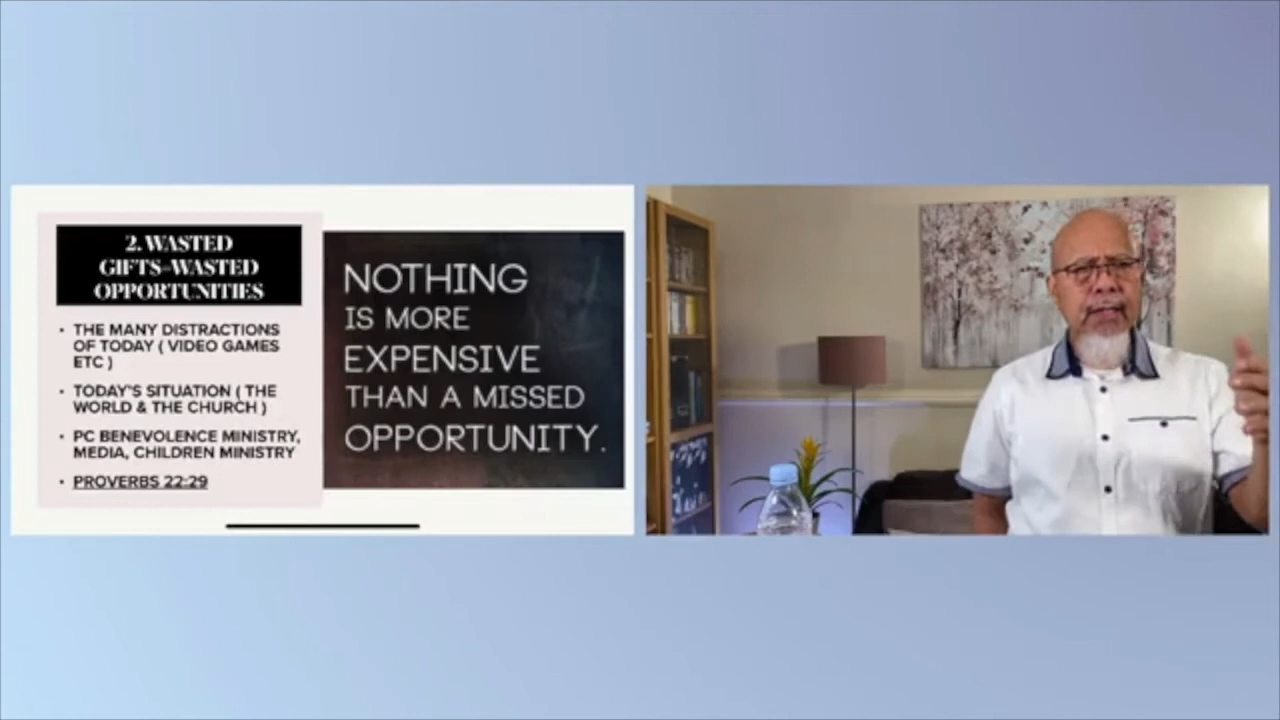 2. WASTED
GIFTS=WASTED
OPPORTUNITIES
• THE MANY DISTRACTIONS
OF TODAY ( VIDEO GAMES
ETC )
• TODAY'S SITUATION ( THE
WORLD & THE CHURCH )
• PC BENEVOLENCE MINISTRY,
MEDIA, CHILDREN MINISTRY
• PROVERBS 22:29
NOTHING
IS MORE
EXPENSIVE
THAN A MISSED
OPPORTUNITY.